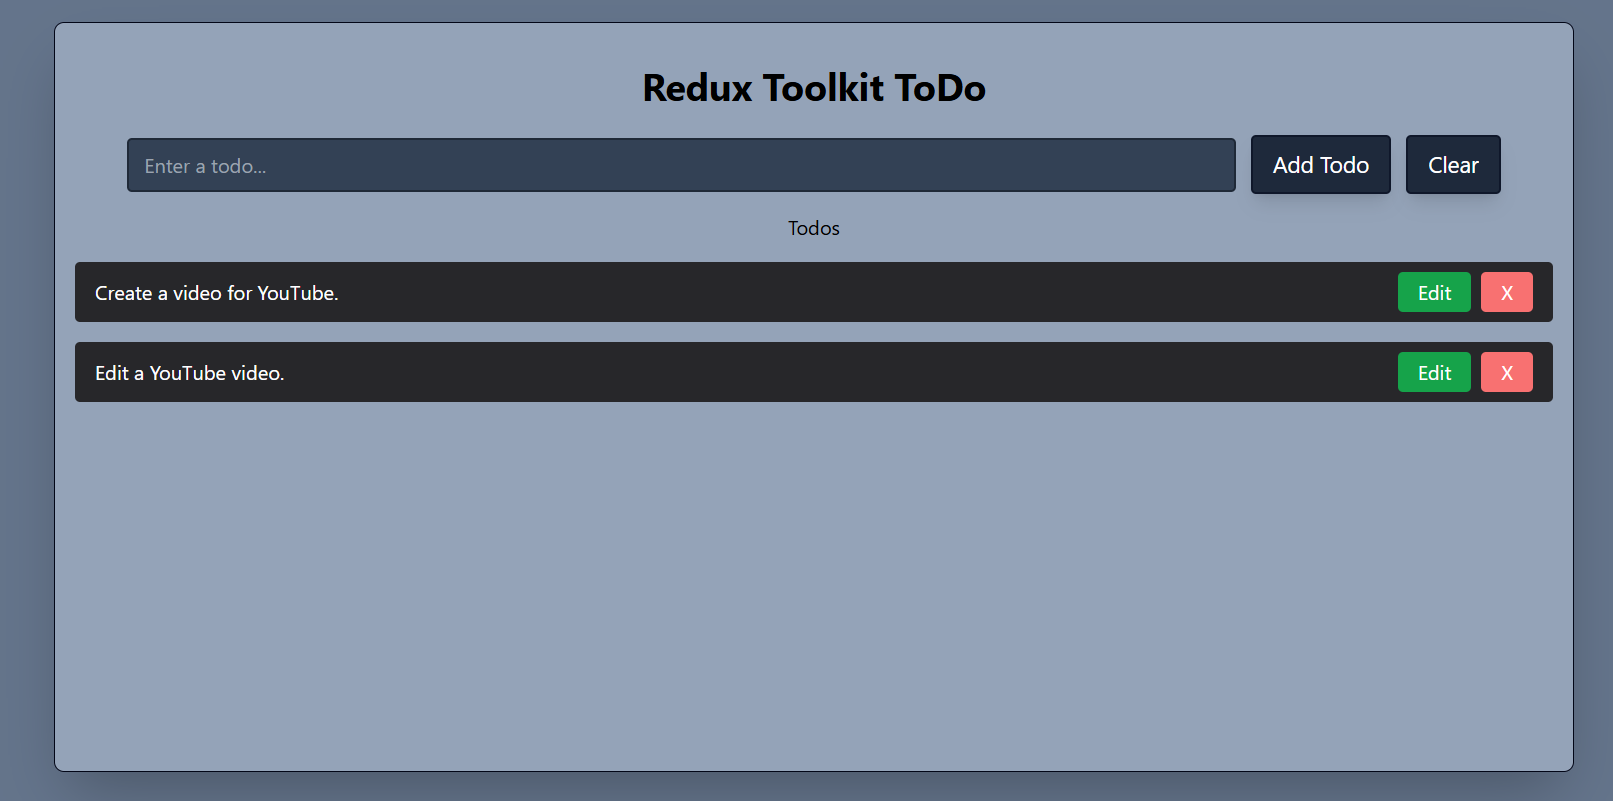 Redux Toolkit ToDo
Enter a todo...
Add Todo
Clear
Todos
Create a video for YouTube.
Edit
X
Edit a YouTube video.
Edit
X